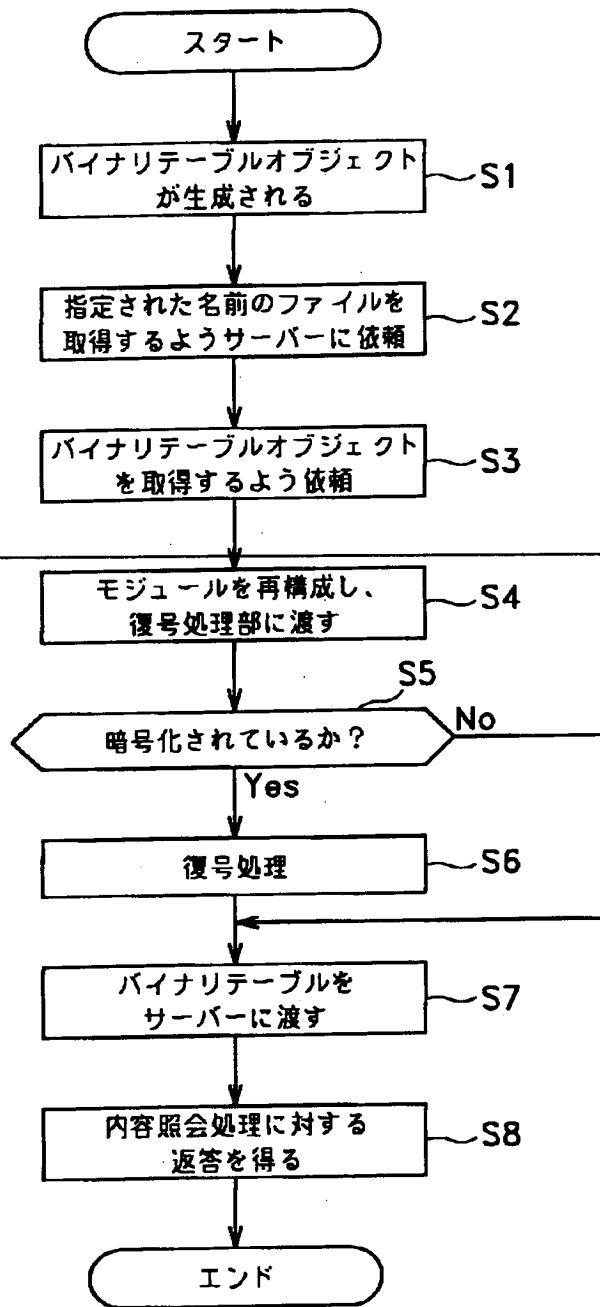 スタート
バイナリテーブルオブジェクト
が生成される
S1
指定された名前のファイルを
取得するようサーバーに依頼
S2
バイナリテーブルオブジェクト
を取得するよう依頼
S3
モジュールを再構成し、
復号処理部に渡す
S4
S5
暗号化されているか?
No
Yes
復号処理
S6
バイナリテーブルを
サーバーに渡す
S7
内容照会処理に対する
返答を得る
S8
エンド